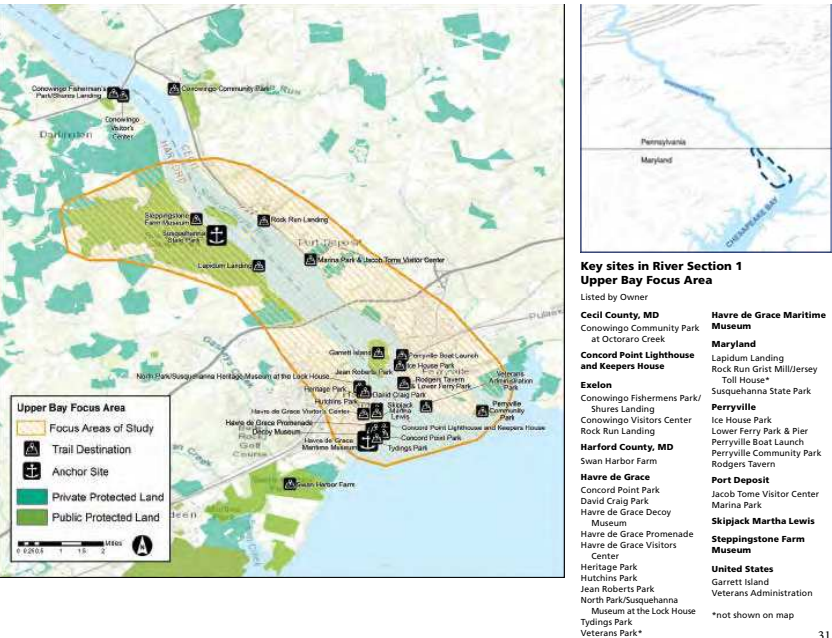 Conowingo Fisherman's
Park/Shures Landing
Conowingo Community Park
Conowingo
Visitor's
Center
Darlington
CECIL
HARFORD
Steppingstone
Farm Museum
Susquehanna
State Park
Rock Run Landing
Port Deposit
Marina Park & Jacob Tome Visitor Center
Lapidum Landing
Garrett Island
Perryville Boat Launch
Ice House Park
North Park/Susquehanna Heritage Museum at the Lock House
Jean Roberts Park
Perryville
Rodgers Tavern
& Lower Ferry Park
Veterans
Administration
Park
Heritage Park
David Craig Park
Hutchins Park
Skipjack
Martha
Lewis
Perryville
Community
Park
Havre de Grace Visitor's Center
Havre de Grace Promenade
Concord Point Lighthouse and Keepers House
Decoy Museum
Concord Point Park
Havre de Grace
Maritime Museum
Tydings Park
Golf
Course
Swan Harbor Farm
Upper Bay Focus Area
Focus Areas of Study
Trail Destination
Anchor Site
Private Protected Land
Public Protected Land
Miles
0 0.25 0.5 1 1.5 2
N
Pennsylvania
Maryland
CHESAPEAKE BAY
Key sites in River Section 1
Upper Bay Focus Area
Listed by Owner
Cecil County, MD
Conowingo Community Park
at Octoraro Creek
Concord Point Lighthouse
and Keepers House
Exelon
Conowingo Fishermens Park/
Shures Landing
Conowingo Visitors Center
Rock Run Landing
Harford County, MD
Swan Harbor Farm
Havre de Grace
Concord Point Park
David Craig Park
Havre de Grace Decoy
Museum
Havre de Grace Promenade
Havre de Grace Visitors
Center
Heritage Park
Hutchins Park
Jean Roberts Park
North Park/Susquehanna
Museum at the Lock House
Tydings Park
Veterans Park*
Havre de Grace Maritime
Museum
Maryland
Lapidum Landing
Rock Run Grist Mill/Jersey
Toll House*
Susquehanna State Park
Perryville
Ice House Park
Lower Ferry Park & Pier
Perryville Boat Launch
Perryville Community Park
Rodgers Tavern
Port Deposit
Jacob Tome Visitor Center
Marina Park
Skipjack Martha Lewis
Steppingstone Farm
Museum
United States
Garrett Island
Veterans Administration
*not shown on map
31